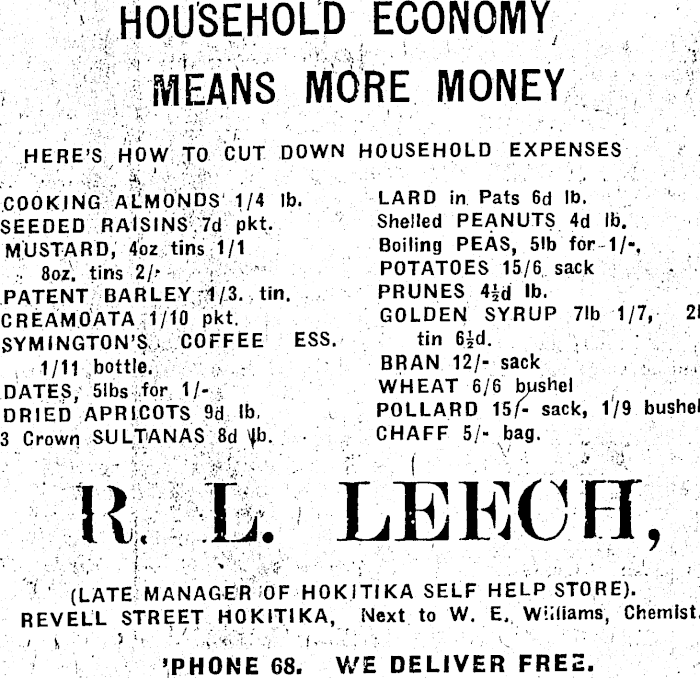 HOUSEHOLD ECONOMY
MEANS MORE MONEY
HERE'S HOW TO CUT DOWN HOUSEHOLD EXPENSES
COOKING ALMONDS 1/4 lb.
SEEDED RAISINS 7d pkt.
MUSTARD, 4oz tins 1/1
8oz. tins 2/-
PATENT BARLEY 1/3. tin.
CREAMOATA 1/10 pkt.
SYMINGTON'S COFFEE ESS.
1/11 bottle.
DATES, 5lbs for 1/-
DRIED APRICOTS 9d lb.
3 Crown SULTANAS 8d lb.
LARD in Pats 6d lb.
Shelled PEANUTS 4d lb.
Boiling PEAS, 5lb for 1/-.
POTATOES 15/6 sack
PRUNES 4½d lb.
GOLDEN SYRUP 7lb 1/7,
tin 6½d.
BRAN 12/- sack
WHEAT 6/6 bushel
POLLARD 15/- sack, 1/9 bushel
CHAFF 5/- bag.
R. L. LEECH,
(LATE MANAGER OF HOKITIKA SELF HELP STORE).
REVELL STREET HOKITIKA, Next to W. E. Williams, Chemist.
'PHONE 68. WE DELIVER FREE.